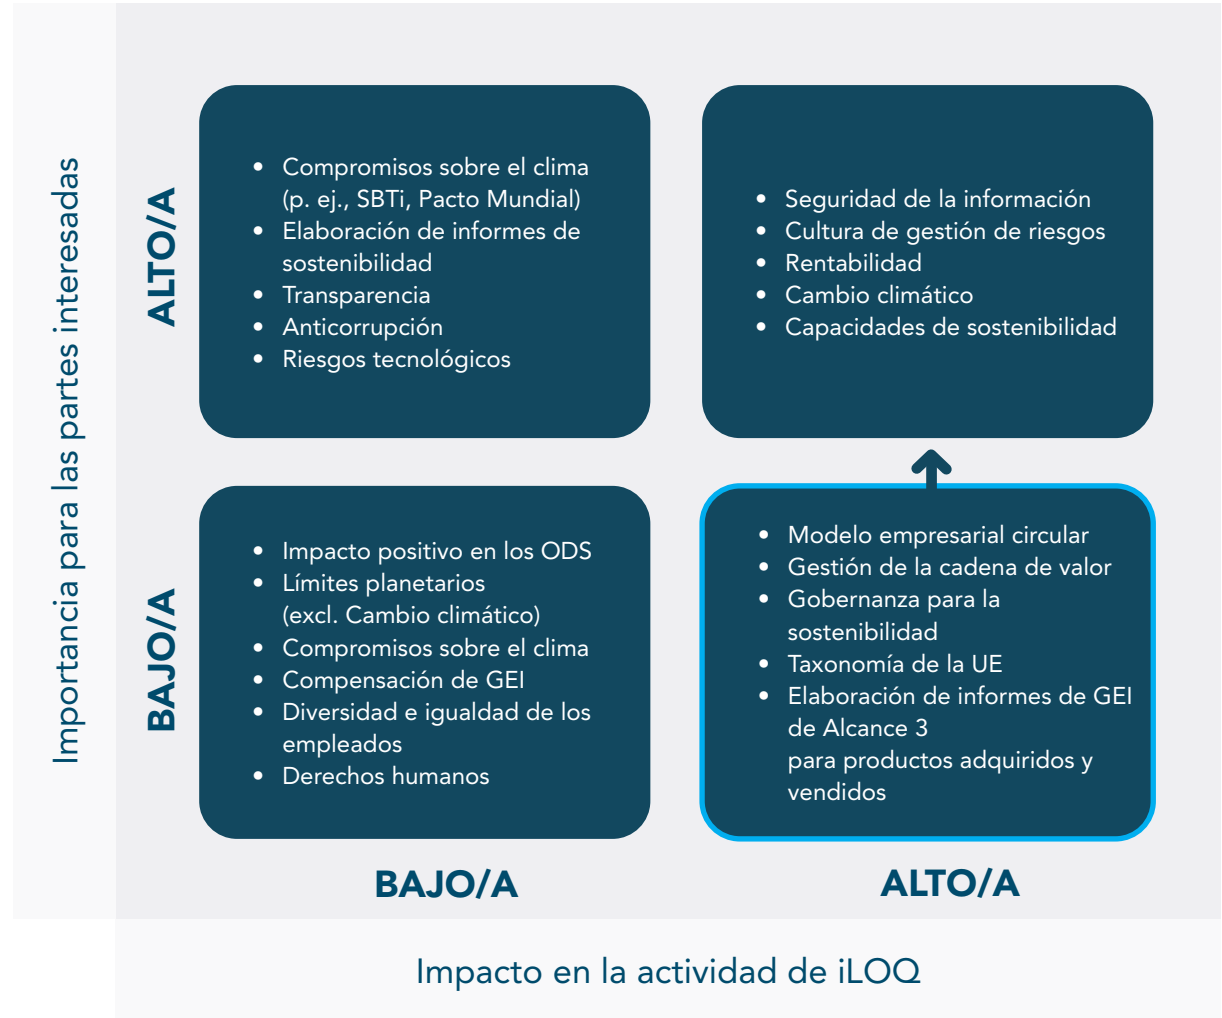 Importancia para las partes interesadas
ALTO/A
• Compromisos sobre el clima
(p. ej., SBTi, Pacto Mundial)
• Elaboración de informes de
sostenibilidad
• Transparencia
• Anticorrupción
• Riesgos tecnológicos
• Seguridad de la información
• Cultura de gestión de riesgos
• Rentabilidad
• Cambio climático
• Capacidades de sostenibilidad
BAJO/A
• Impacto positivo en los ODS
• Límites planetarios
(excl. Cambio climático)
• Compromisos sobre el clima
• Compensación de GEI
• Diversidad e igualdad de los
empleados
• Derechos humanos
• Modelo empresarial circular
• Gestión de la cadena de valor
• Gobernanza para la
sostenibilidad
• Taxonomía de la UE
• Elaboración de informes de GEI
de Alcance 3
para productos adquiridos y
vendidos
BAJO/A
ALTO/A
Impacto en la actividad de iLOQ